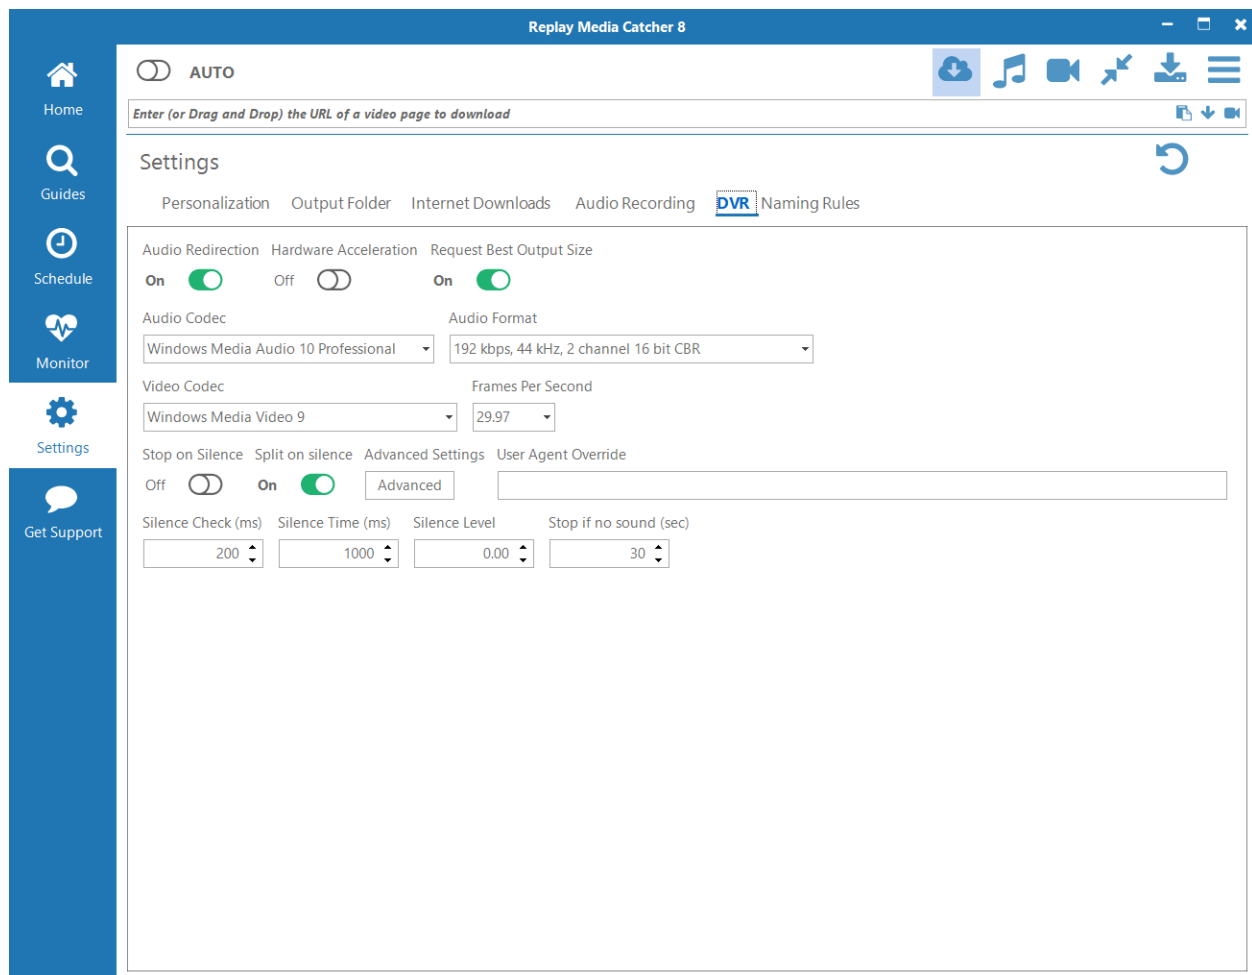 Replay Media Catcher 8
Home
AUTO
Enter (or Drag and Drop) the URL of a video page to download
Guides
Schedule
Monitor
Settings
Get Support
Settings
Personalization Output Folder Internet Downloads Audio Recording DVR Naming Rules
Audio Redirection Hardware Acceleration Request Best Output Size
On Off On
Audio Codec Audio Format
Windows Media Audio 10 Professional 192 kbps, 44 kHz, 2 channel 16 bit CBR
Video Codec Frames Per Second
Windows Media Video 9 29.97
Stop on Silence Split on silence Advanced Settings User Agent Override
Off On Advanced
Silence Check (ms) Silence Time (ms) Silence Level Stop if no sound (sec)
200 1000 0.00 30